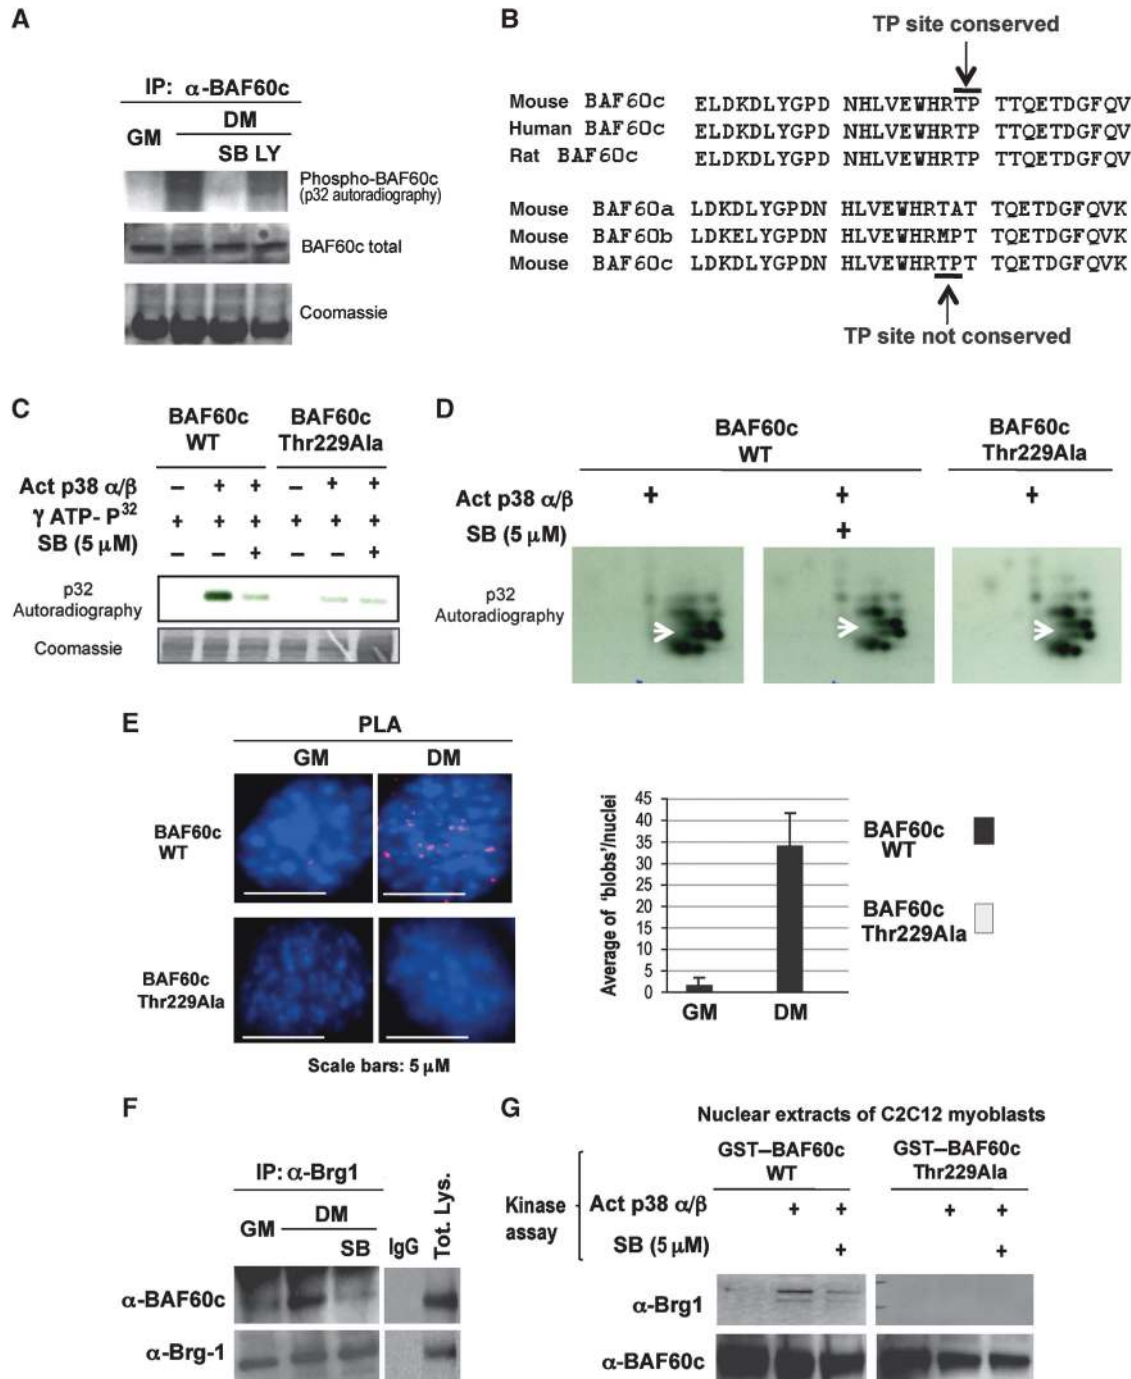 A
IP: α-BAF60c
GM DM
SB LY
Phospho-BAF60c
(p32 autoradiography)
BAF60c total
Coomassie
B
TP site conserved
Mouse BAF60c ELDKDLYGPD NHLVEWHRTP TTQETDGFQV
Human BAF60c ELDKDLYGPD NHLVEWHRTP TTQETDGFQV
Rat BAF60c ELDKDLYGPD NHLVEWHRTP TTQETDGFQV
Mouse BAF60a LDKDLYGPDN HLVEWHRTAT TQETDGFQVK
Mouse BAF60b LDKELYGPDN HLVEWHRMPT TQETDGFQVK
Mouse BAF60c LDKDLYGPDN HLVEWHRTPT TQETDGFQVK
TP site not conserved
C
BAF60c WT BAF60c Thr229Ala
Act p38 α/β – + + – + +
γ ATP- P32 + + + + + +
SB (5 μM) – – + – – +
p32
Autoradiography
Coomassie
D
BAF60c WT BAF60c Thr229Ala
Act p38 α/β + + +
SB (5 μM) +
p32
Autoradiography
E
PLA
GM DM
BAF60c
WT
BAF60c
Thr229Ala
Scale bars: 5 μM
Average of 'blobs'/nuclei
45
40
35
30
25
20
15
10
5
0
GM DM
BAF60c
WT
BAF60c
Thr229Ala
F
IP: α-Brg1
GM DM
SB
IgG
Tot. Lys.
α-BAF60c
α-Brg-1
G
Nuclear extracts of C2C12 myoblasts
GST–BAF60c WT GST–BAF60c Thr229Ala
Kinase assay
Act p38 α/β + + + +
SB (5 μM) + +
α-Brg1
α-BAF60c